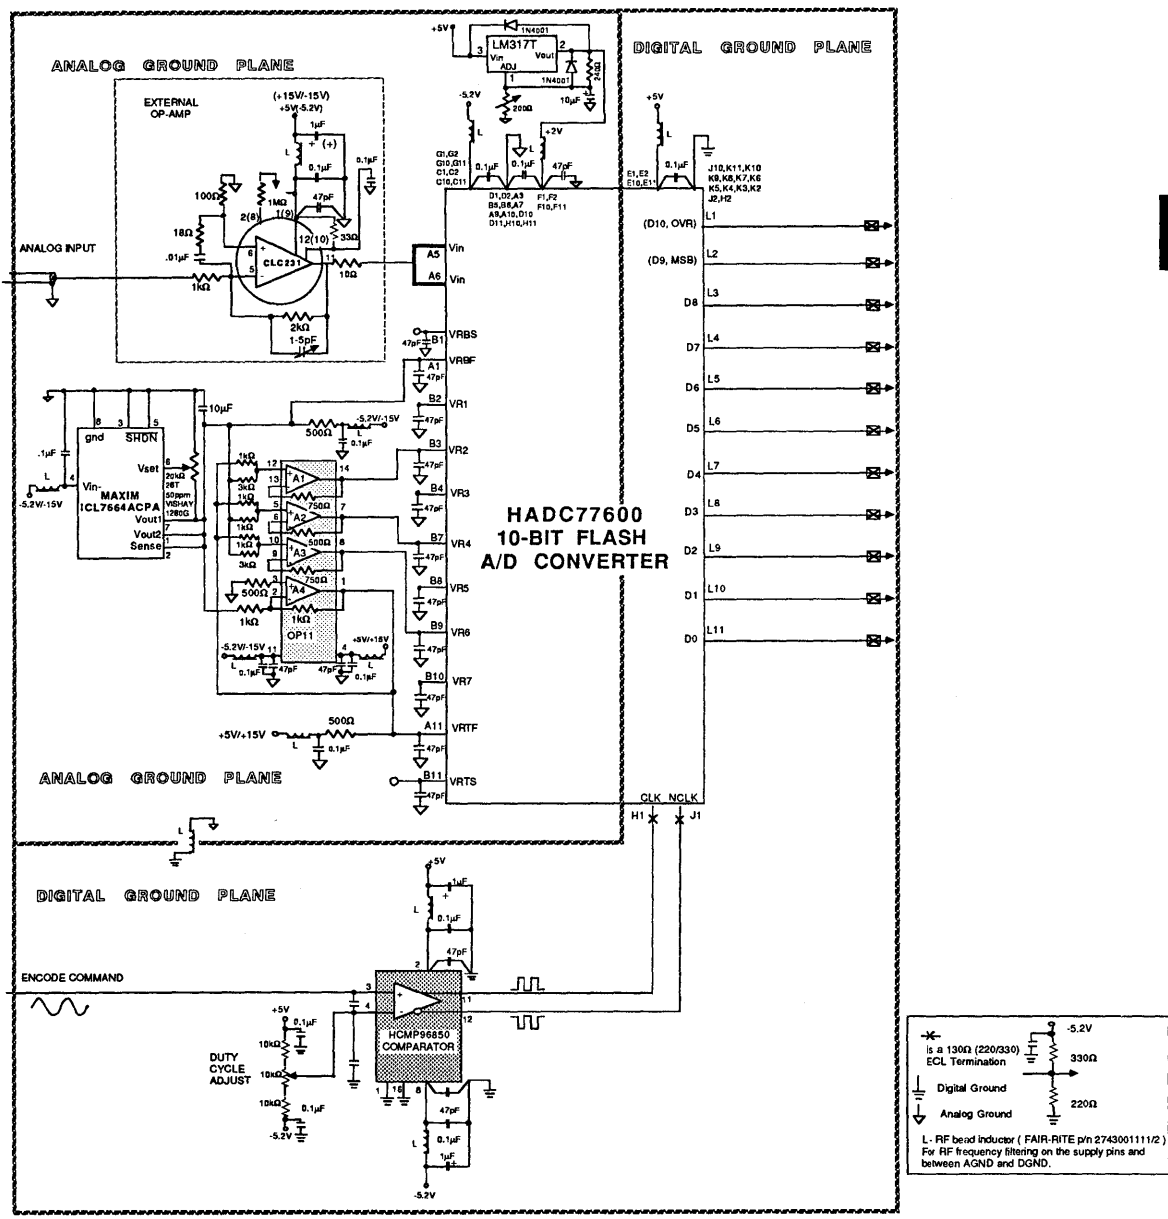 ANALOG GROUND PLANE
DIGITAL GROUND PLANE
EXTERNAL
OP-AMP
(+15V/-15V)
+5V(-5.2)
1µF
+ (+)
L
0.1µF
0.1µF
47pF
100Ω
1MΩ
2(8)
1(9)
12(10)
33Ω
18Ω
.01µF
ANALOG INPUT
1kΩ
+
6
5
-
CLC231
11
10Ω
2kΩ
1-5pF
+5V
1N4001
3
LM317T
2
Vin
Vout
ADJ
1
1N4001
240Ω
200Ω
10µF
+
-5.2V
L
+2V
L
G1,G2
G10,G11
C1,C2
C10,C11
0.1µF
0.1µF
47pF
D1,D2,A3
B5,B6,A7
A9,A10,D10
D11,H10,H11
F1,F2
F10,F11
+5V
L
E1,E2
E10,E11
0.1µF
J10,K11,K10
K9,K8,K7,K6
K5,K4,K3,K2
J2,H2
A5 Vin
A6 Vin
B1 VRBS
47pF
A1 VRBF
47pF
B2 VR1
47pF
B3 VR2
47pF
B4 VR3
47pF
B7 VR4
47pF
B8 VR5
47pF
B9 VR6
47pF
B10 VR7
47pF
A11 VRTF
47pF
B11 VRTS
47pF
HADC77600
10-BIT FLASH
A/D CONVERTER
(D10, OVR) L1
(D9, MSB) L2
D8 L3
D7 L4
D6 L5
D5 L6
D4 L7
D3 L8
D2 L9
D1 L10
D0 L11
CLK NCLK
H1 J1
10µF
.1µF
8 3 5
gnd SHDN
4
Vin-
L
-5.2V/-15V
Vset
6
20kΩ
26T
50ppm
VISHAY
1280G
MAXIM
ICL7664ACPA
Vout1
7
Vout2
1
Sense
2
500Ω
-5.2V/-15V
L
0.1µF
1kΩ
3kΩ
1kΩ
1kΩ
1kΩ
3kΩ
12 A1 14
13
750Ω
5 A2 7
6
500Ω
10 A3 8
9
750Ω
3 A4 1
2
500Ω
1kΩ
1kΩ
OP11
-5.2V/-15V
11
L
0.1µF
47pF
+5V/+15V
4
47pF
0.1µF
L
+5V/+15V
L
500Ω
0.1µF
ANALOG GROUND PLANE
L
DIGITAL GROUND PLANE
ENCODE COMMAND
+5V
1µF
+
L
0.1µF
47pF
2
3
4
+
-
11
12
HCMP96850
COMPARATOR
1 16 8
47pF
0.1µF
L
1µF
+
-5.2V
+5V
0.1µF
10kΩ
DUTY
CYCLE
ADJUST
10kΩ
10kΩ
0.1µF
-5.2V
is a 130Ω (220/330)
ECL Termination
-5.2V
330Ω
220Ω
Digital Ground
Analog Ground
L - RF bead inductor ( FAIR-RITE p/n 2743001111/2 )
For RF frequency filtering on the supply pins and
between AGND and DGND.